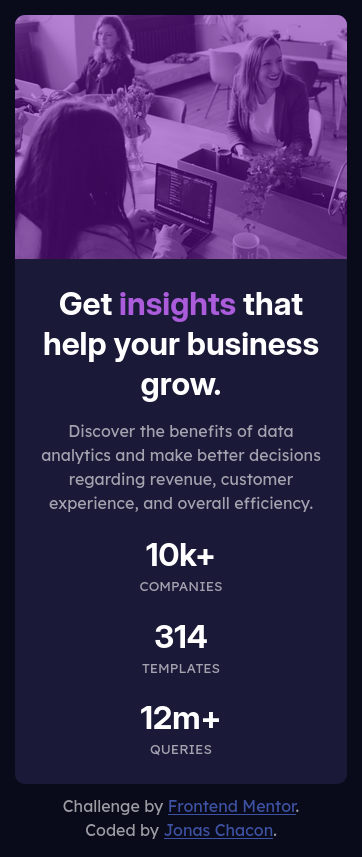 Get insights that
help your business
grow.
Discover the benefits of data
analytics and make better decisions
regarding revenue, customer
experience, and overall efficiency.
10k+
COMPANIES
314
TEMPLATES
12m+
QUERIES
Challenge by Frontend Mentor.
Coded by Jonas Chacon.